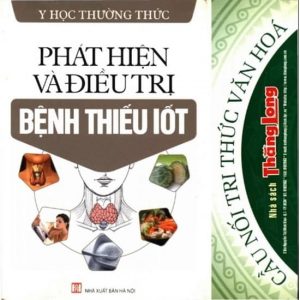 Y HỌC THƯỜNG THỨC
PHÁT HIỆN
VÀ ĐIỀU TRỊ
BỆNH THIẾU IỐT
NHÀ XUẤT BẢN HÀ NỘI
CẦU NỐI TRI THỨC VĂN HOÁ
Nhà sách Thăng Long